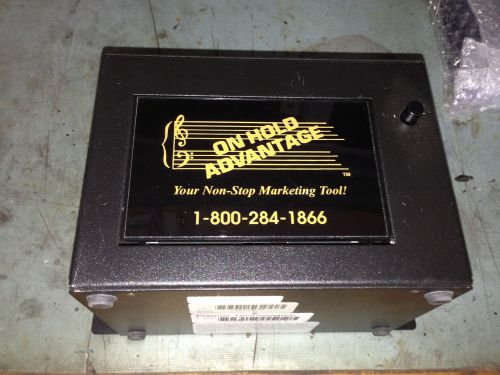 ON HOLD
ADVANTAGE
TM
Your Non-Stop Marketing Tool!
1-800-284-1866